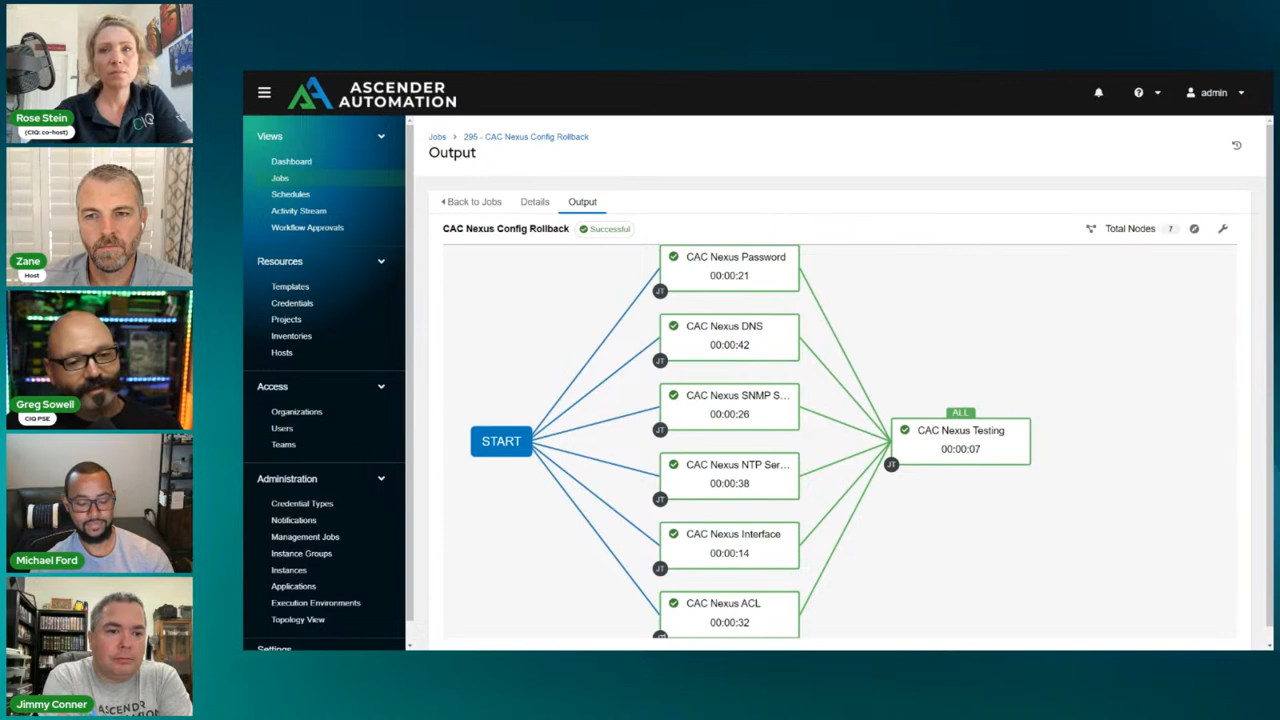 Rose Stein
(CIQ: co-host)
CIQ
Zane
Host
Greg Sowell
CIQ PSE
Michael Ford
Jimmy Conner
ASCENDER
ASCENDER
AUTOMATION
admin
Views
Dashboard
Jobs
Schedules
Activity Stream
Workflow Approvals
Resources
Templates
Credentials
Projects
Inventories
Hosts
Access
Organizations
Users
Teams
Administration
Credential Types
Notifications
Management Jobs
Instance Groups
Instances
Applications
Execution Environments
Topology View
Settings
Jobs > 295 - CAC Nexus Config Rollback
Output
Back to Jobs Details Output
CAC Nexus Config Rollback Successful
Total Nodes 7
START
CAC Nexus Password
00:00:21
JT
CAC Nexus DNS
00:00:42
JT
CAC Nexus SNMP S...
00:00:26
JT
CAC Nexus NTP Ser...
00:00:38
JT
CAC Nexus Interface
00:00:14
JT
CAC Nexus ACL
00:00:32
ALL
CAC Nexus Testing
00:00:07
JT